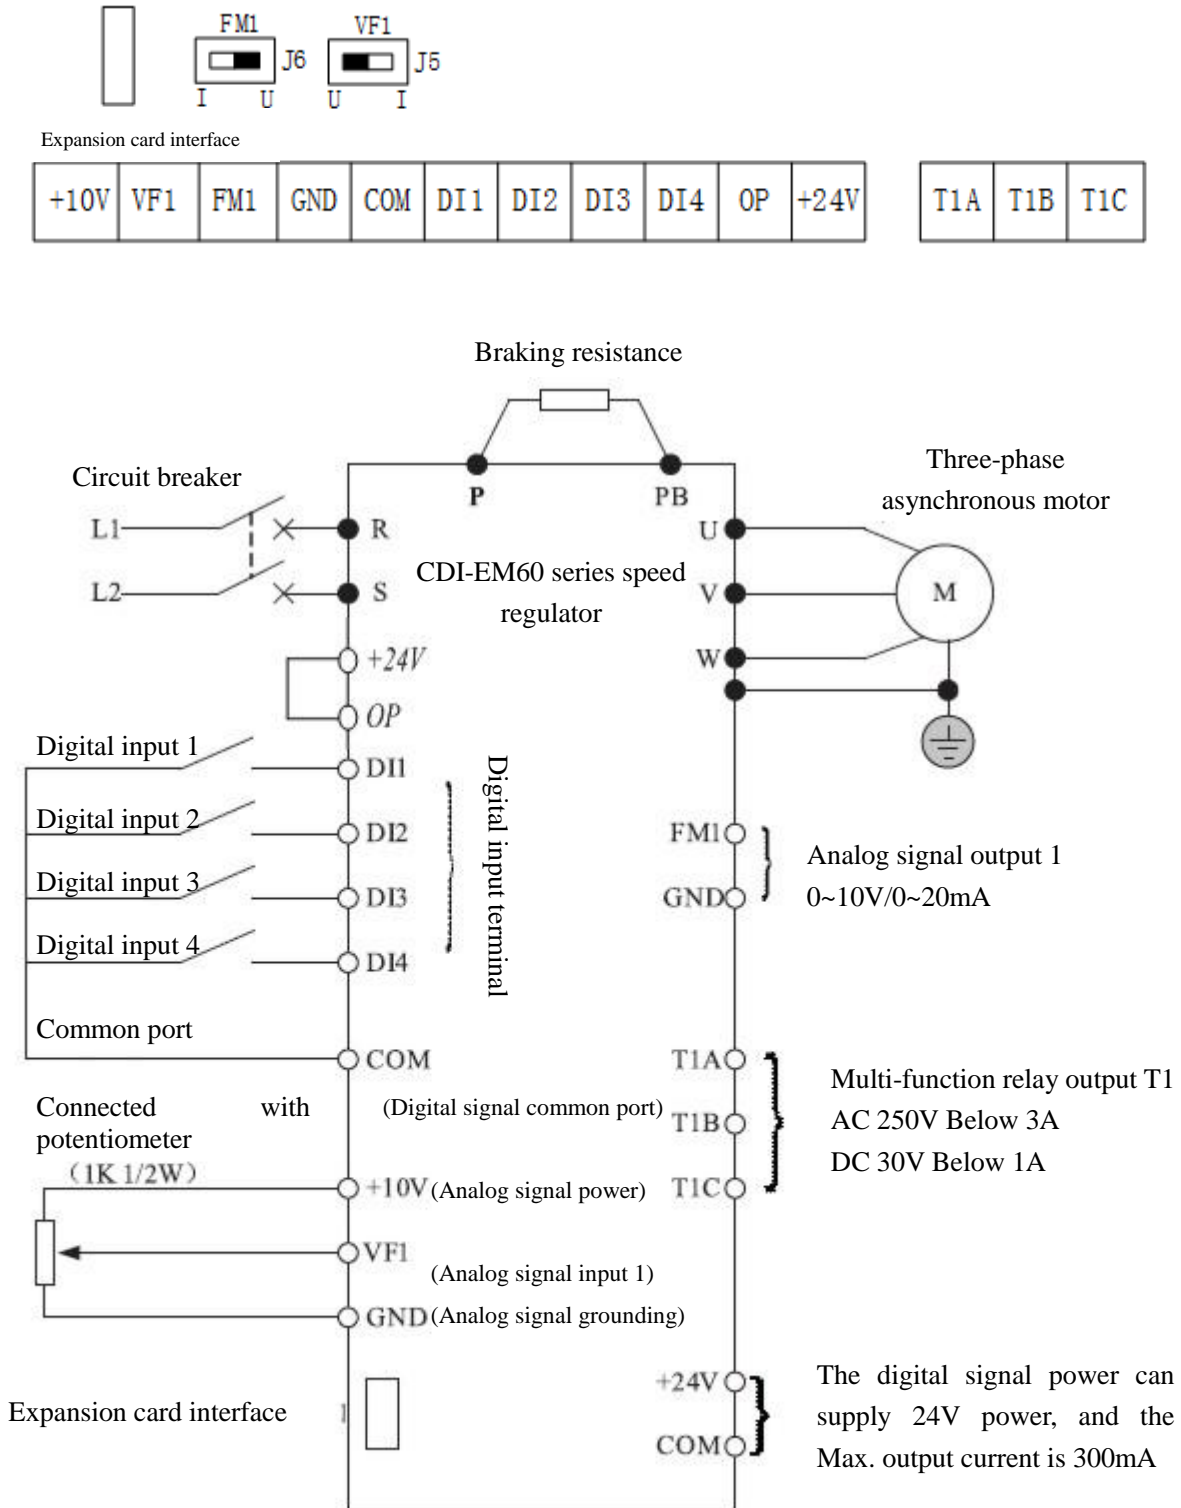 FM1 VF1
J6 J5
I U U I
Expansion card interface
+10V VF1 FM1 GND COM DI1 DI2 DI3 DI4 OP +24V T1A T1B T1C
Braking resistance
Circuit breaker
Three-phase
asynchronous motor
P PB
L1 R U
CDI-EM60 series speed
regulator
L2 S V M
+24V W
OP
Digital input 1
DI1
Digital input 2
DI2
Digital input 3
DI3
Digital input 4
DI4
Digital input terminal
FM1
GND
Analog signal output 1
0~10V/0~20mA
Common port
COM
(Digital signal common port)
T1A
T1B
T1C
Multi-function relay output T1
AC 250V Below 3A
DC 30V Below 1A
Connected with
potentiometer
(1K 1/2W)
+10V (Analog signal power)
VF1
(Analog signal input 1)
GND (Analog signal grounding)
Expansion card interface
+24V
COM
The digital signal power can
supply 24V power, and the
Max. output current is 300mA